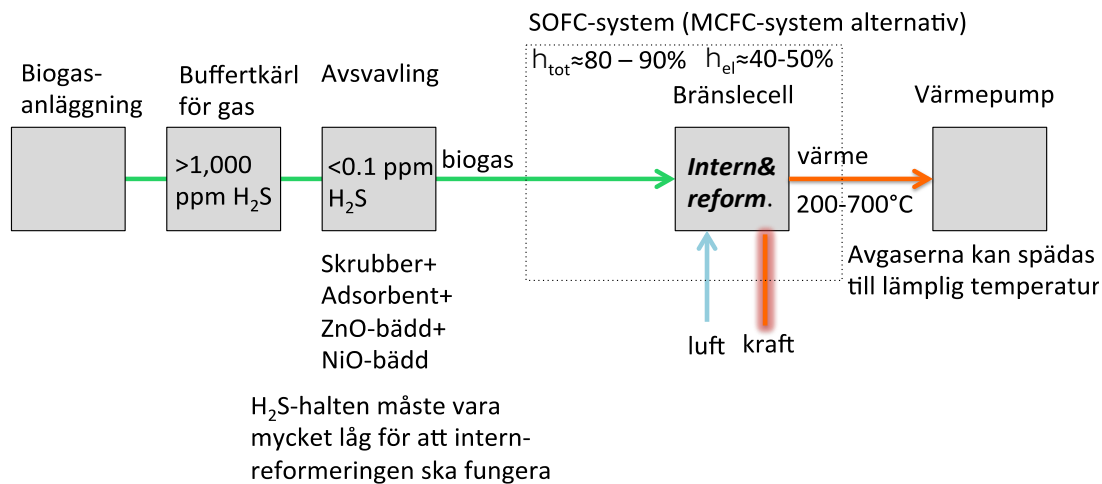 SOFC-system (MCFC-system alternativ)
htot≈80 – 90% hel≈40-50%
Biogas-
anläggning
Buffertkärl
för gas
Avsvavling
Bränslecell
Värmepump
>1,000
ppm H2S
<0.1 ppm
H2S
biogas
Intern&
reform.
värme
200-700°C
Skrubber+
Adsorbent+
ZnO-bädd+
NiO-bädd
luft
kraft
Avgaserna kan spädas
till lämplig temperatur
H2S-halten måste vara
mycket låg för att intern-
reformeringen ska fungera